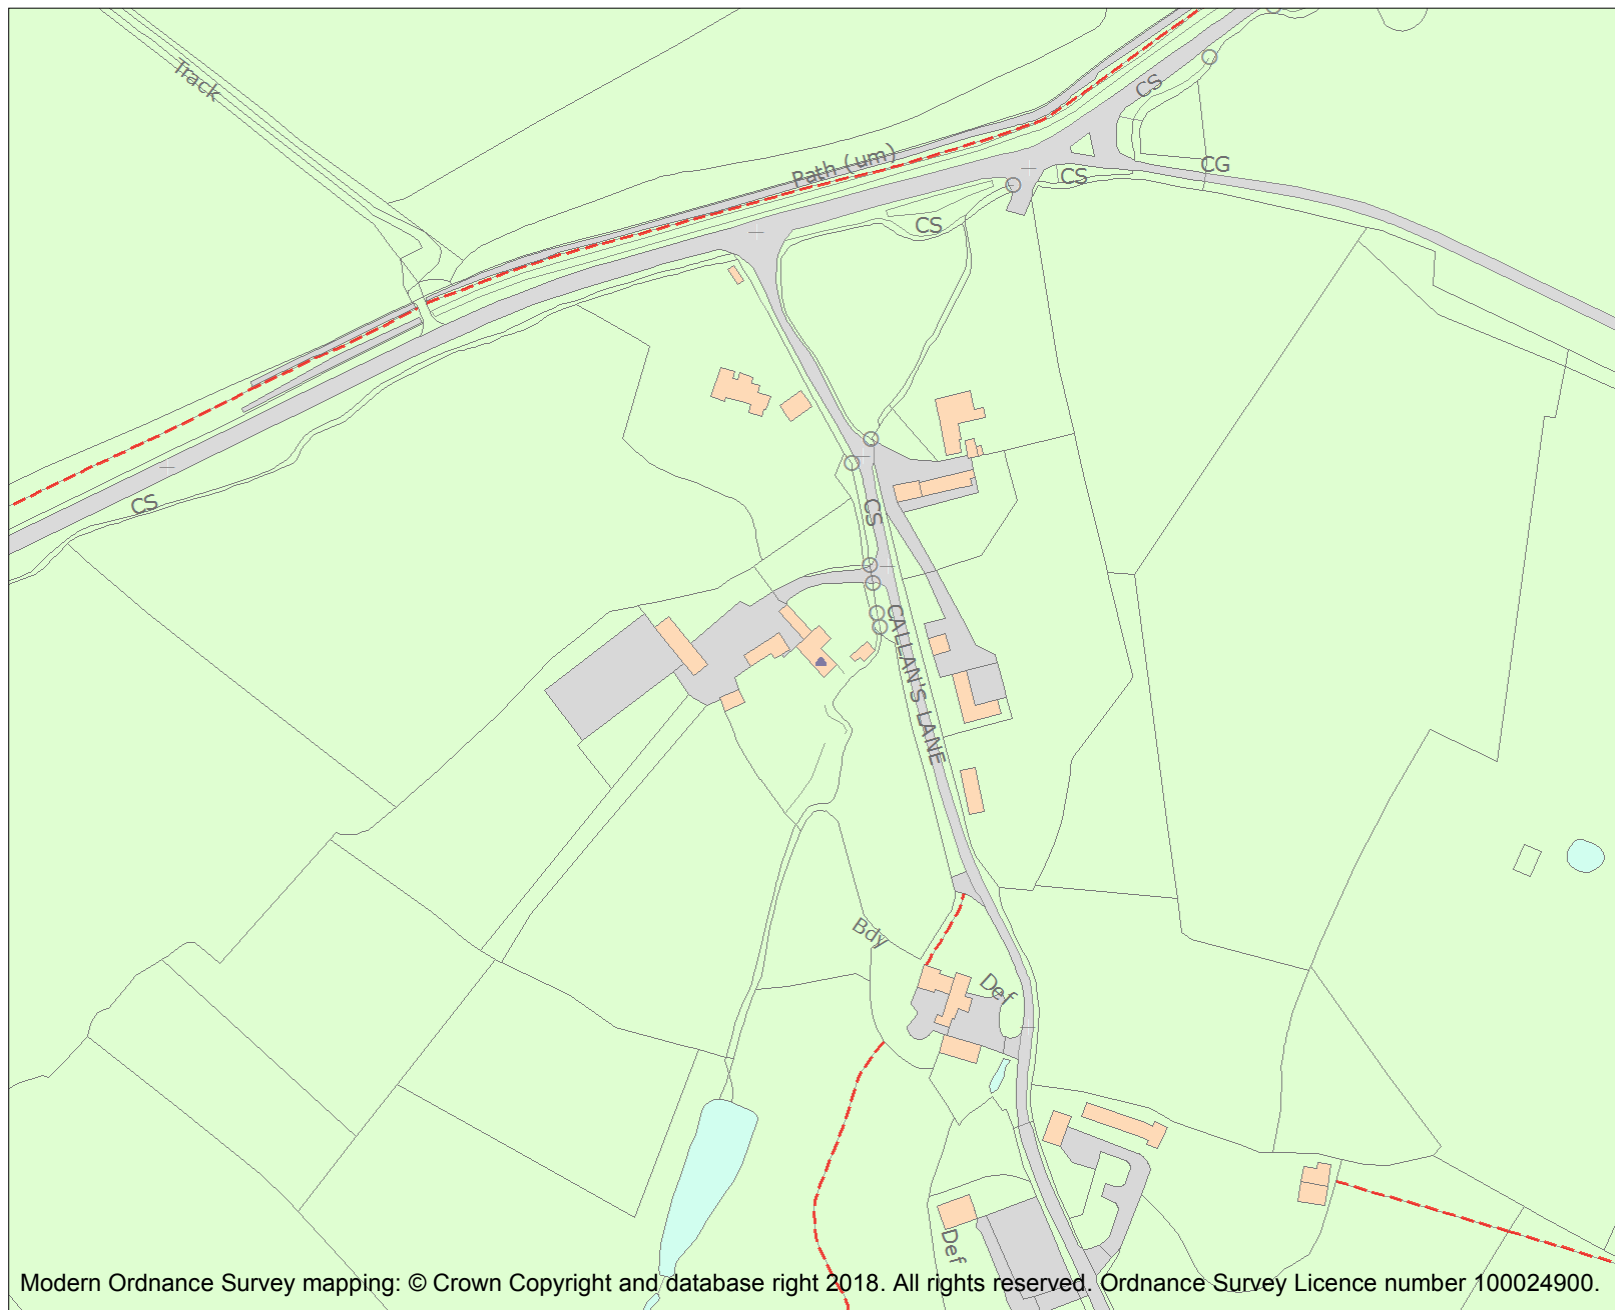 Track
CS
Path (um)
CG
CS
CS
CS
CS
CALLAN'S LANE
Bdy
Def
Def
Modern Ordnance Survey mapping: © Crown Copyright and database right 2018. All rights reserved. Ordnance Survey Licence number 100024900.